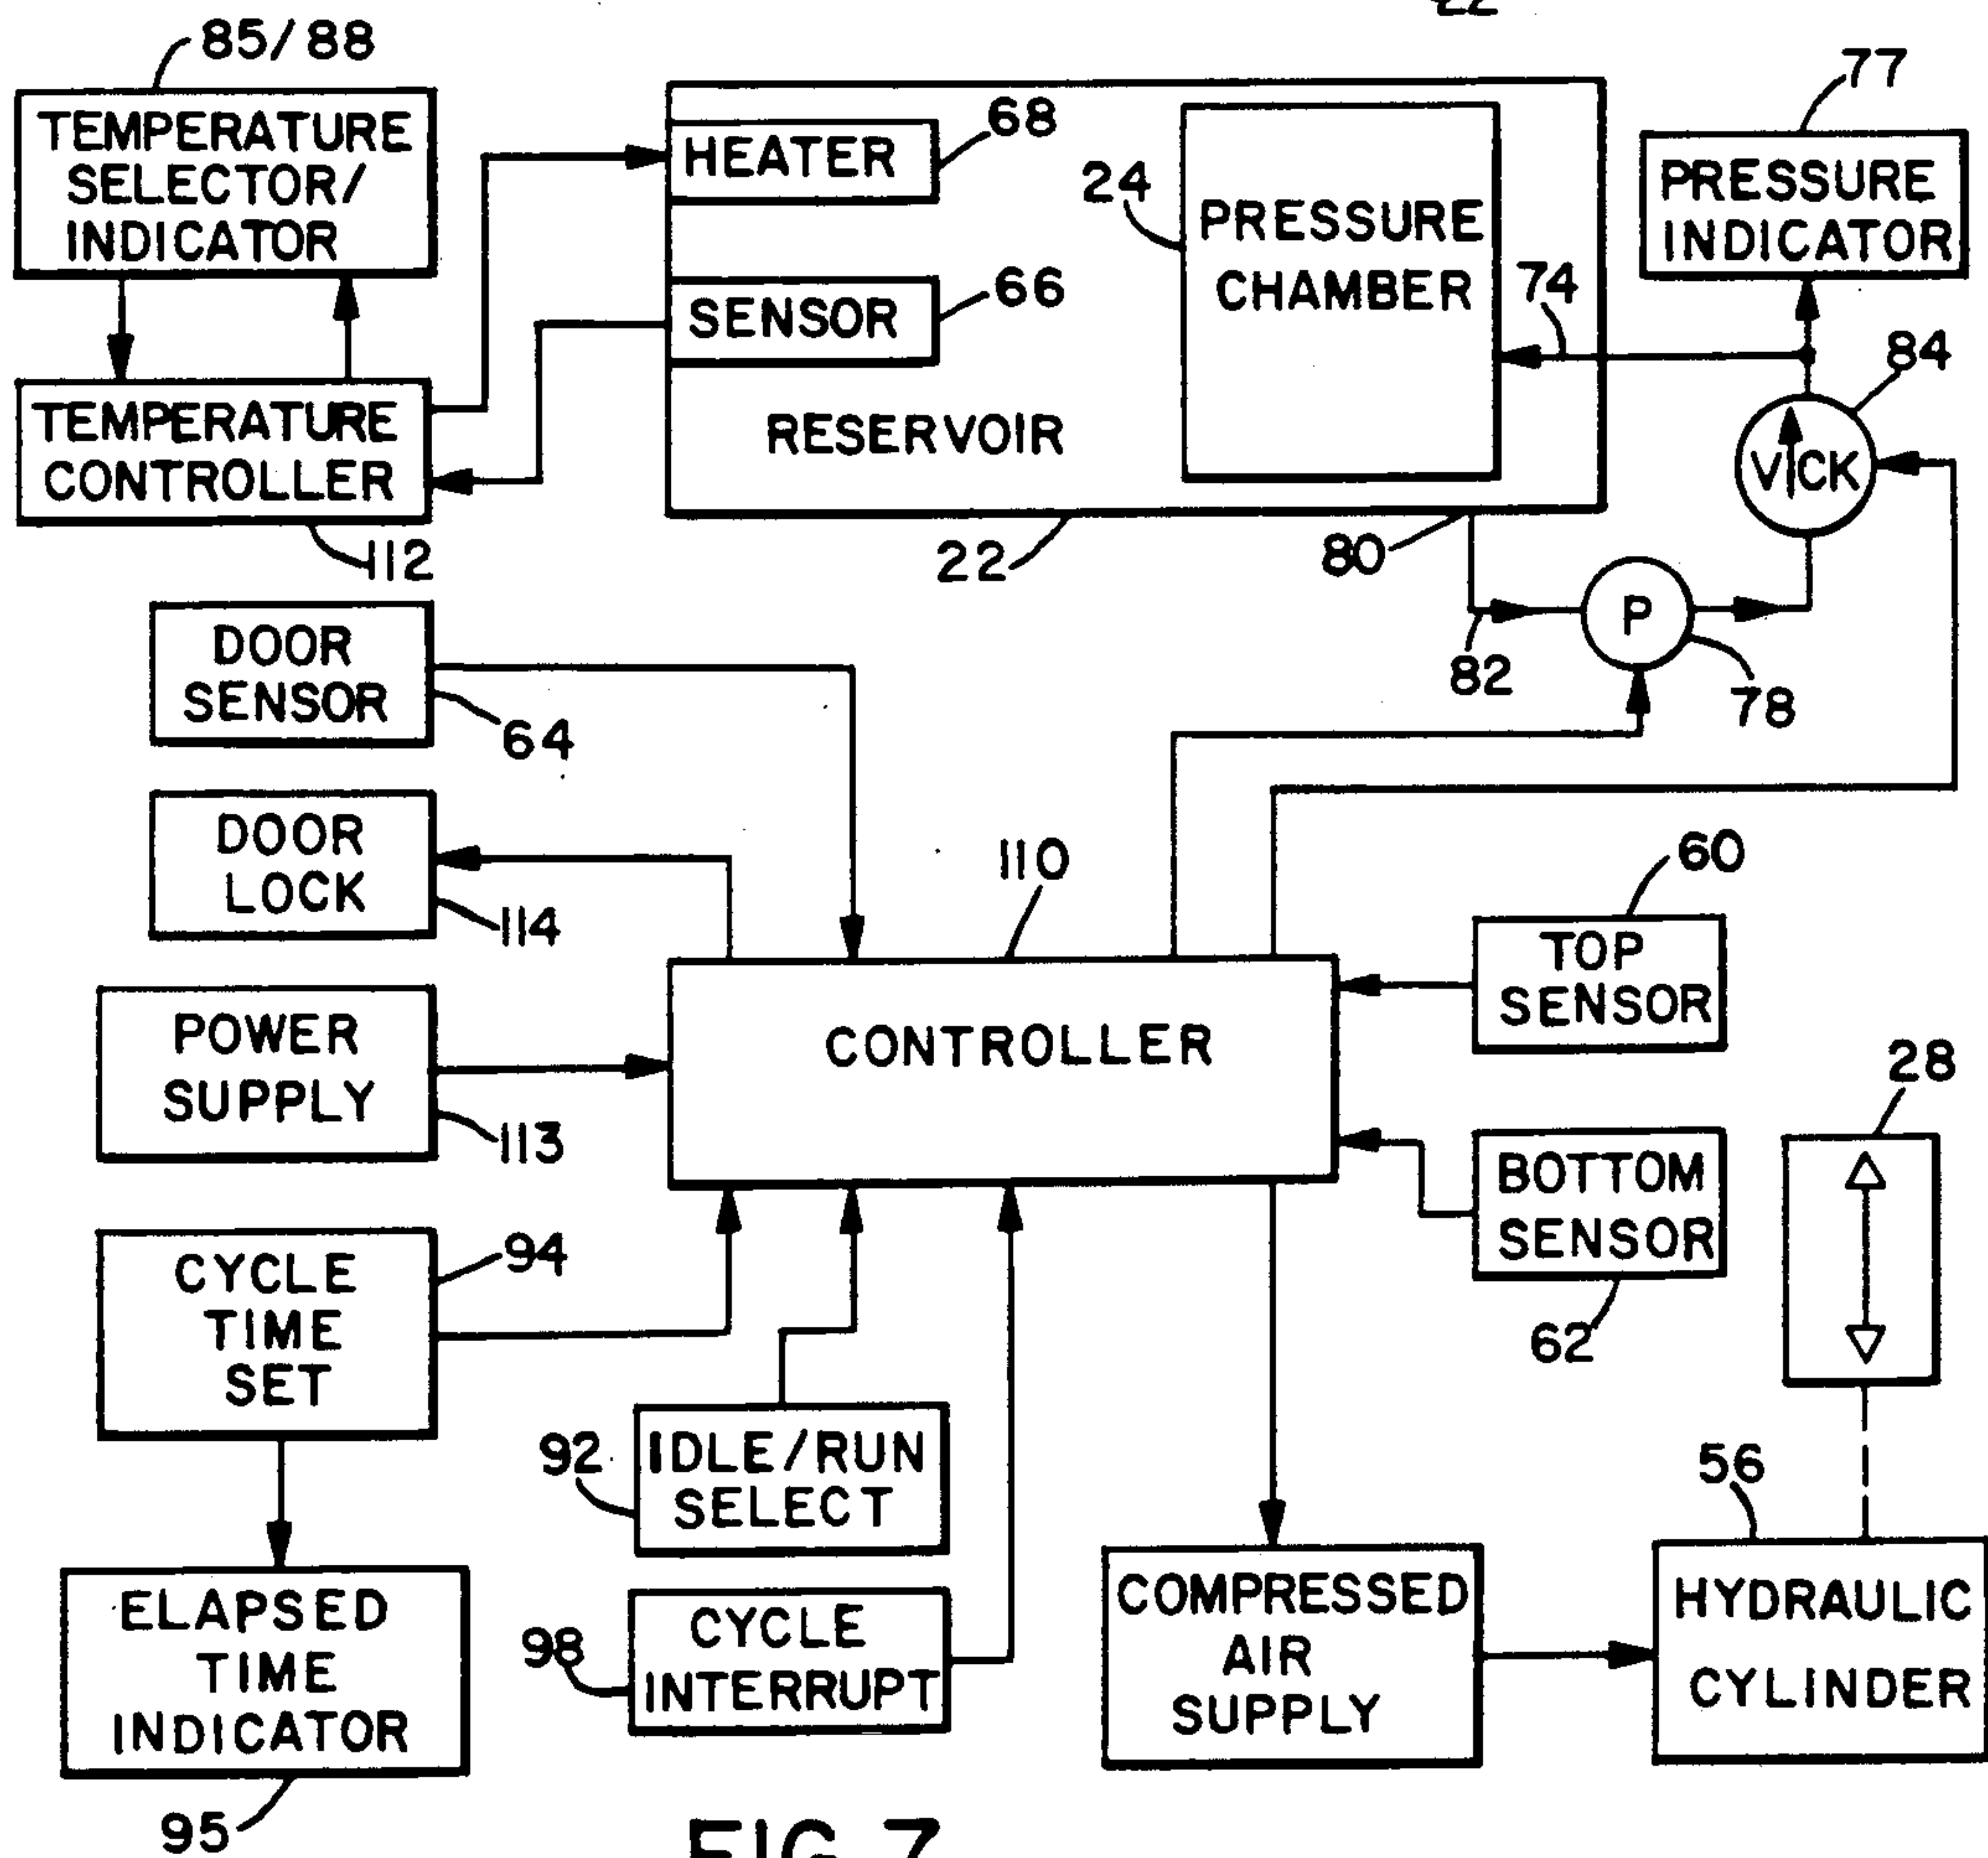 22
85/88
TEMPERATURE
SELECTOR/
INDICATOR
HEATER
68
24
PRESSURE
CHAMBER
77
PRESSURE
INDICATOR
SENSOR
66
74
84
TEMPERATURE
CONTROLLER
RESERVOIR
V CK
112
22
80
P
82
78
DOOR
SENSOR
64
DOOR
LOCK
114
110
60
TOP
SENSOR
POWER
SUPPLY
113
CONTROLLER
28
BOTTOM
SENSOR
62
CYCLE
TIME
SET
94
92
IDLE/RUN
SELECT
56
ELAPSED
TIME
INDICATOR
95
98
CYCLE
INTERRUPT
COMPRESSED
AIR
SUPPLY
HYDRAULIC
CYLINDER
FIG. 7